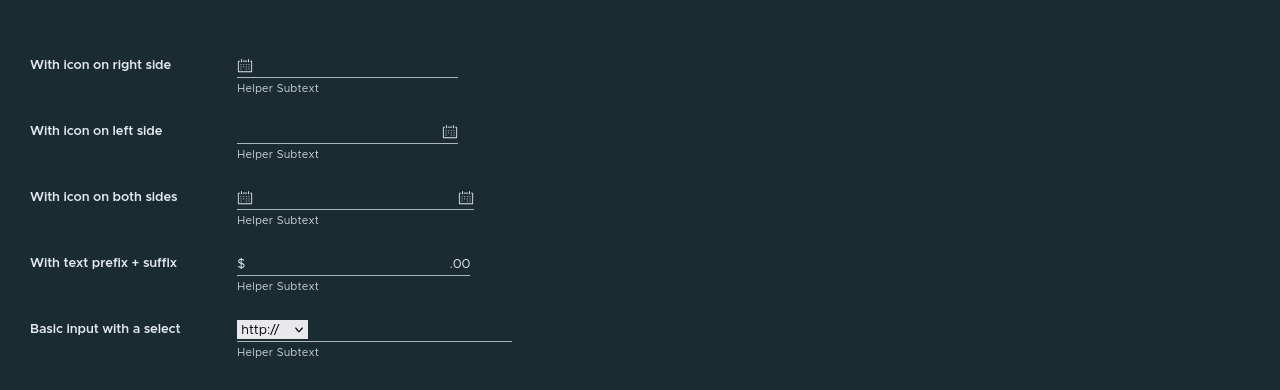 With icon on right side
Helper Subtext
With icon on left side
Helper Subtext
With icon on both sides
Helper Subtext
With text prefix + suffix $ .00
Helper Subtext
Basic input with a select http://
Helper Subtext